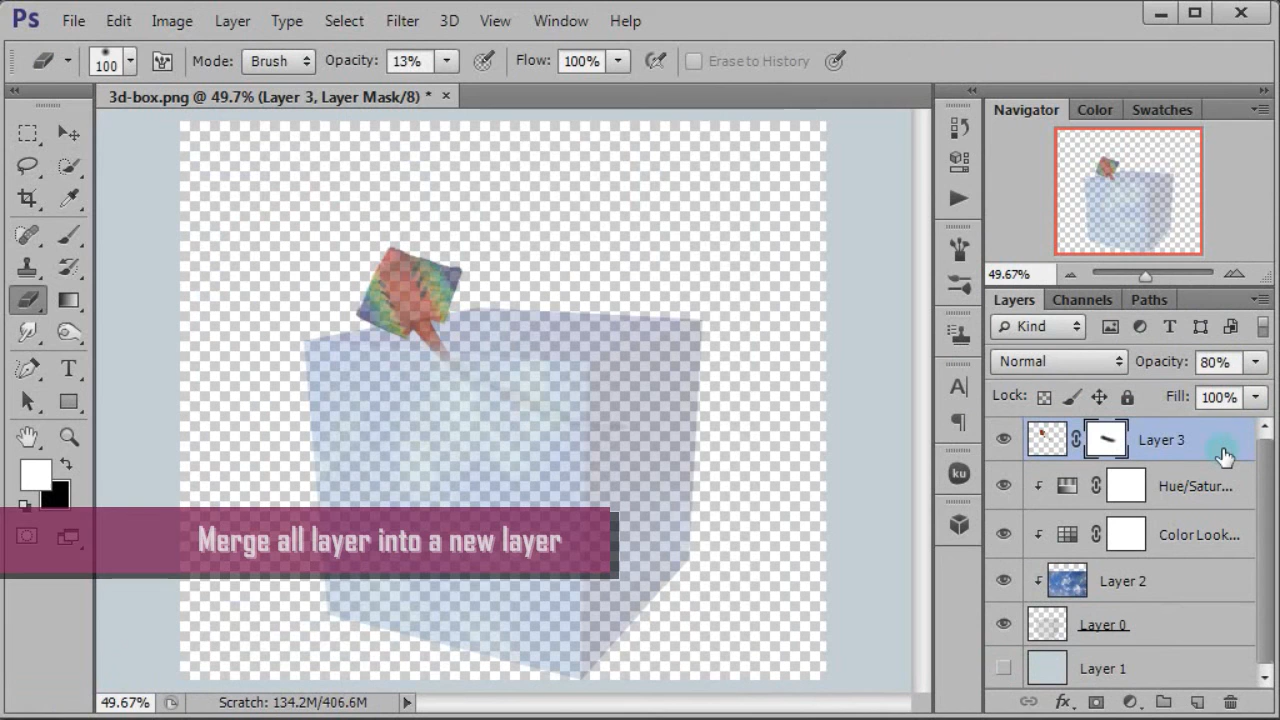 Ps File Edit Image Layer Type Select Filter 3D View Window Help
100 Mode: Brush Opacity: 13% Flow: 100% Erase to History
3d-box.png @ 49.7% (Layer 3, Layer Mask/8) * ×
Navigator Color Swatches
49.67%
Layers Channels Paths
Kind T
Normal Opacity: 80%
Lock: Fill: 100%
Layer 3
Hue/Satur...
Color Look...
Layer 2
Layer 0
Layer 1
fx
T
A
ku
Merge all layer into a new layer
49.67% Scratch: 134.2M/406.6M